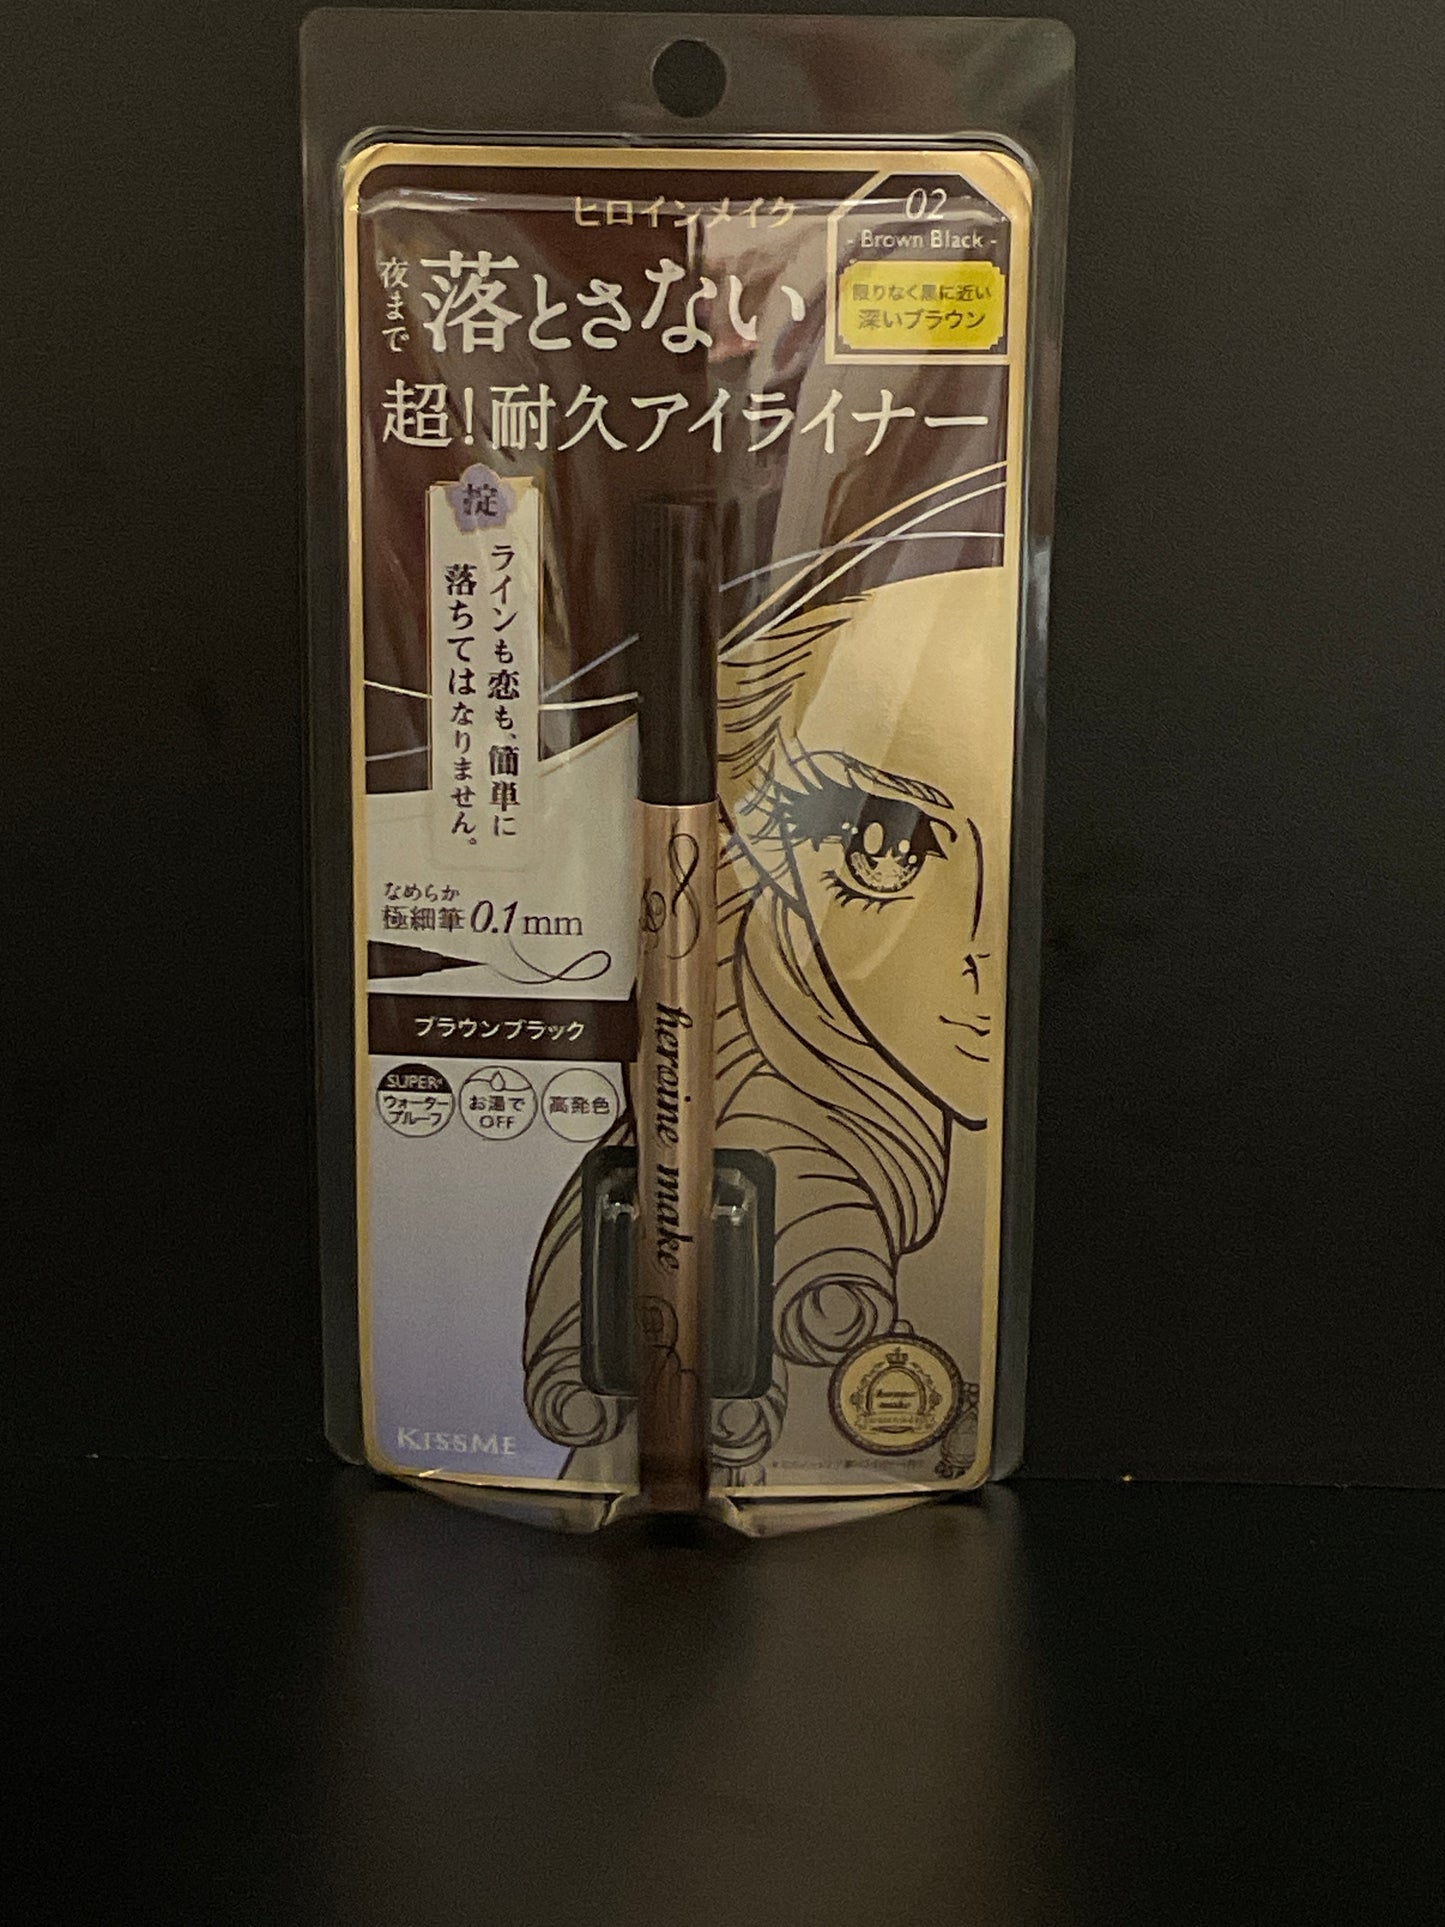 ヒロインメイク
02
- Brown Black -
限りなく黒に近い
深いブラウン
夜まで
落とさない
超！耐久アイライナー
掟
ラインも恋も、簡単に
落ちてはなりません。
なめらか
極細筆 0.1mm
ブラウンブラック
SUPER
ウォーター
プルーフ
お湯で
OFF
高発色
heroine make
KISSME
heroine
make